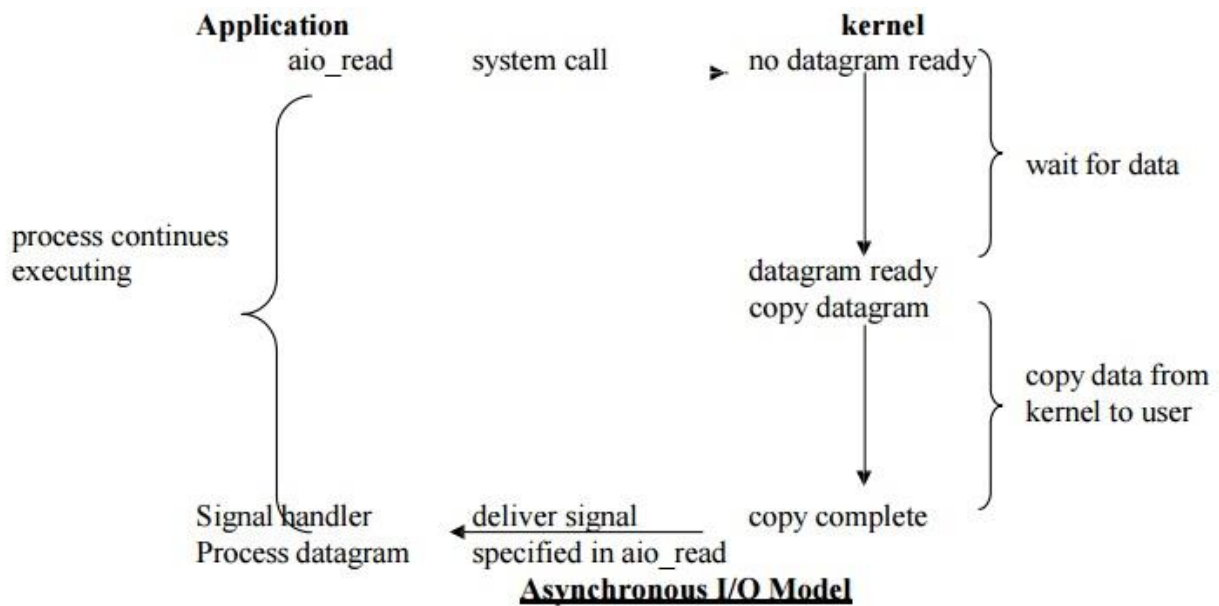 Application kernel
aio_read system call no datagram ready
wait for data
process continues
executing
datagram ready
copy datagram
copy data from
kernel to user
Signal handler deliver signal copy complete
Process datagram specified in aio_read
Asynchronous I/O Model